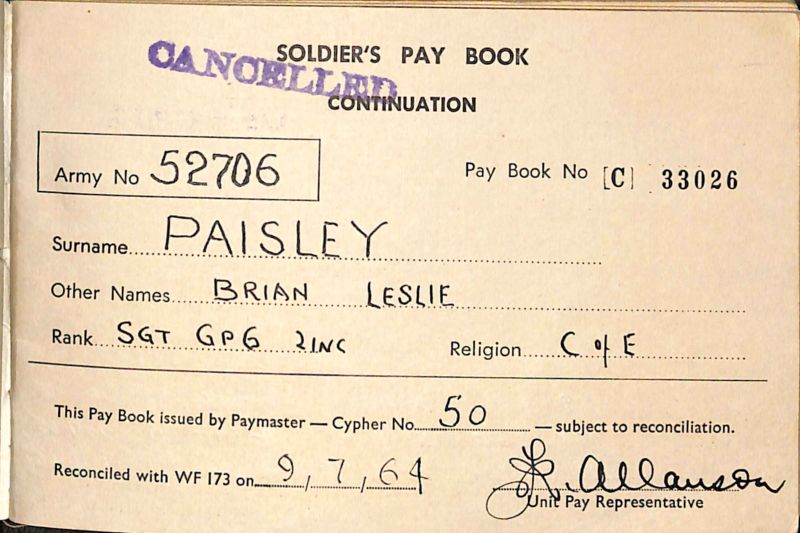 SOLDIER'S PAY BOOK
CANCELLED
CONTINUATION
Army No 52706
Pay Book No [C] 33026
Surname PAISLEY
Other Names BRIAN LESLIE
Rank SGT GPG 2INC Religion C of E
This Pay Book issued by Paymaster — Cypher No. 50 — subject to reconciliation.
Reconciled with WF 173 on 9/7/64 Allanson
Unit Pay Representative